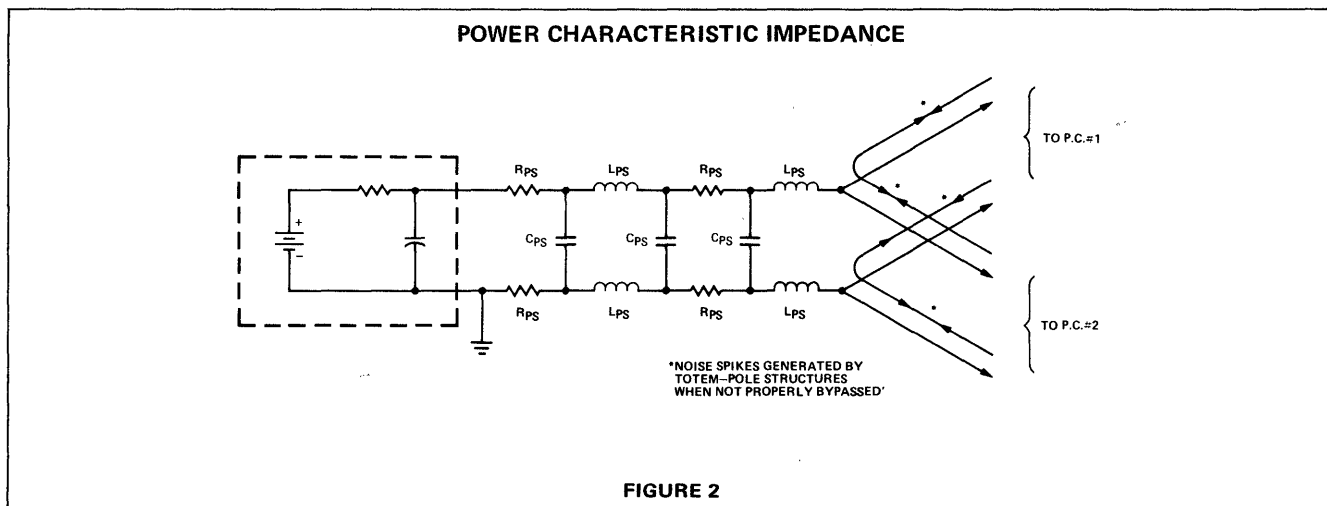 POWER CHARACTERISTIC IMPEDANCE
*
TO P.C.#1
RPS LPS RPS LPS
* *
+
CPS CPS CPS
−
RPS LPS RPS LPS
*
TO P.C.#2
*NOISE SPIKES GENERATED BY
TOTEM–POLE STRUCTURES
WHEN NOT PROPERLY BYPASSED'
FIGURE 2